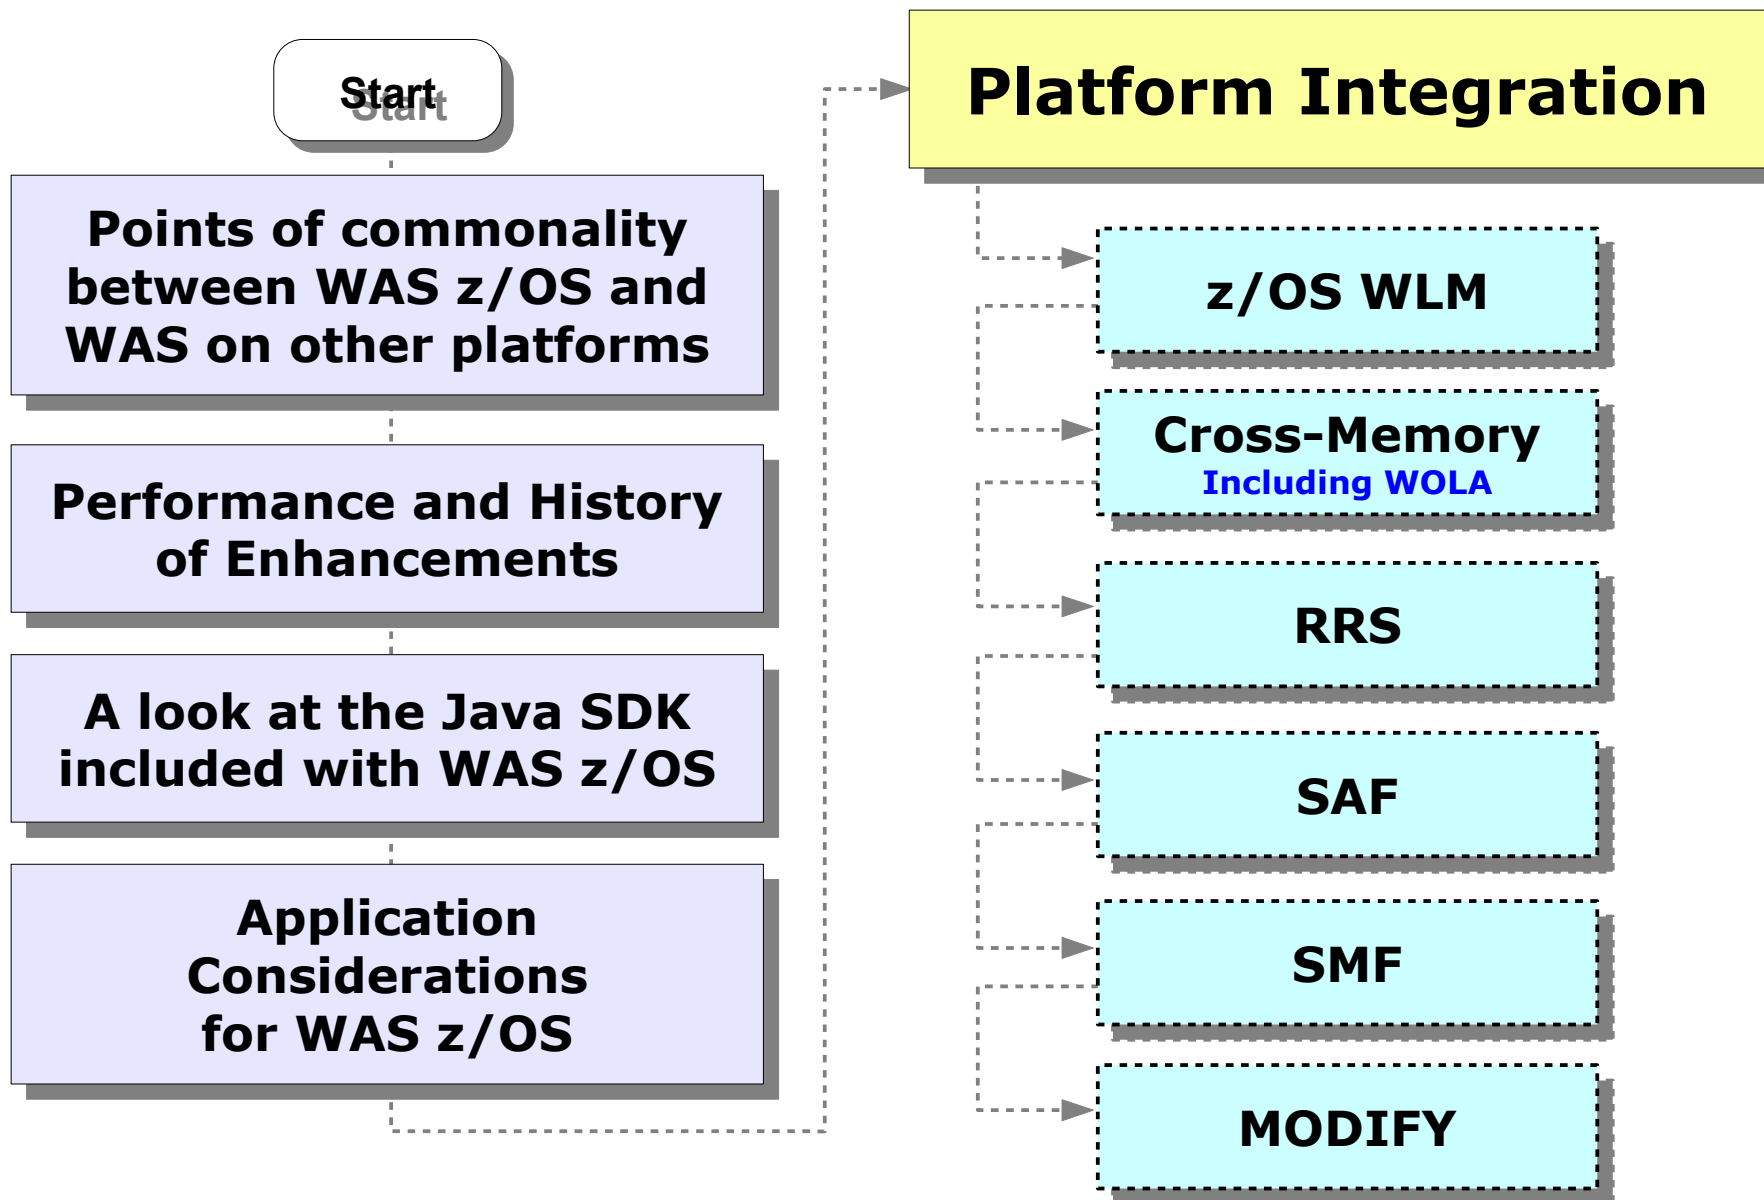 Start
Points of commonality
between WAS z/OS and
WAS on other platforms
Performance and History
of Enhancements
A look at the Java SDK
included with WAS z/OS
Application
Considerations
for WAS z/OS
Platform Integration
z/OS WLM
Cross-Memory
Including WOLA
RRS
SAF
SMF
MODIFY